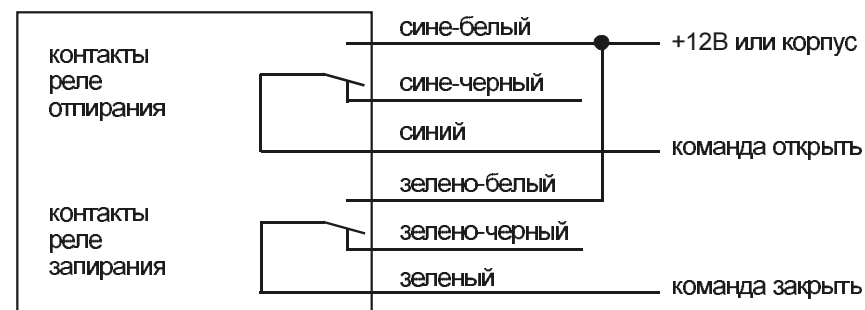 сине-белый
+12В или корпус
контакты
реле
отпирания
сине-черный
синий
команда открыть
зелено-белый
контакты
реле
запирания
зелено-черный
зеленый
команда закрыть